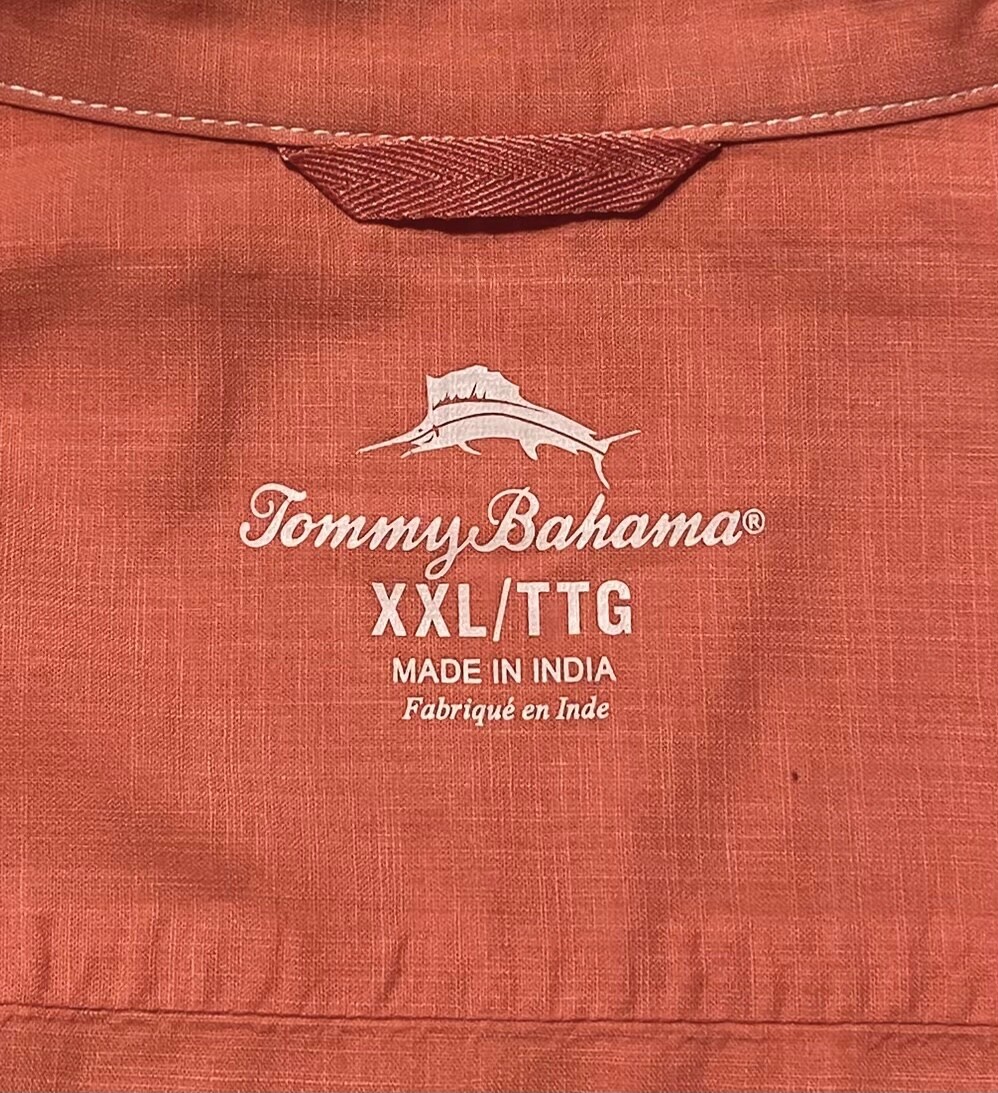 Tommy Bahama®
XXL/TTG
MADE IN INDIA
Fabriqué en Inde